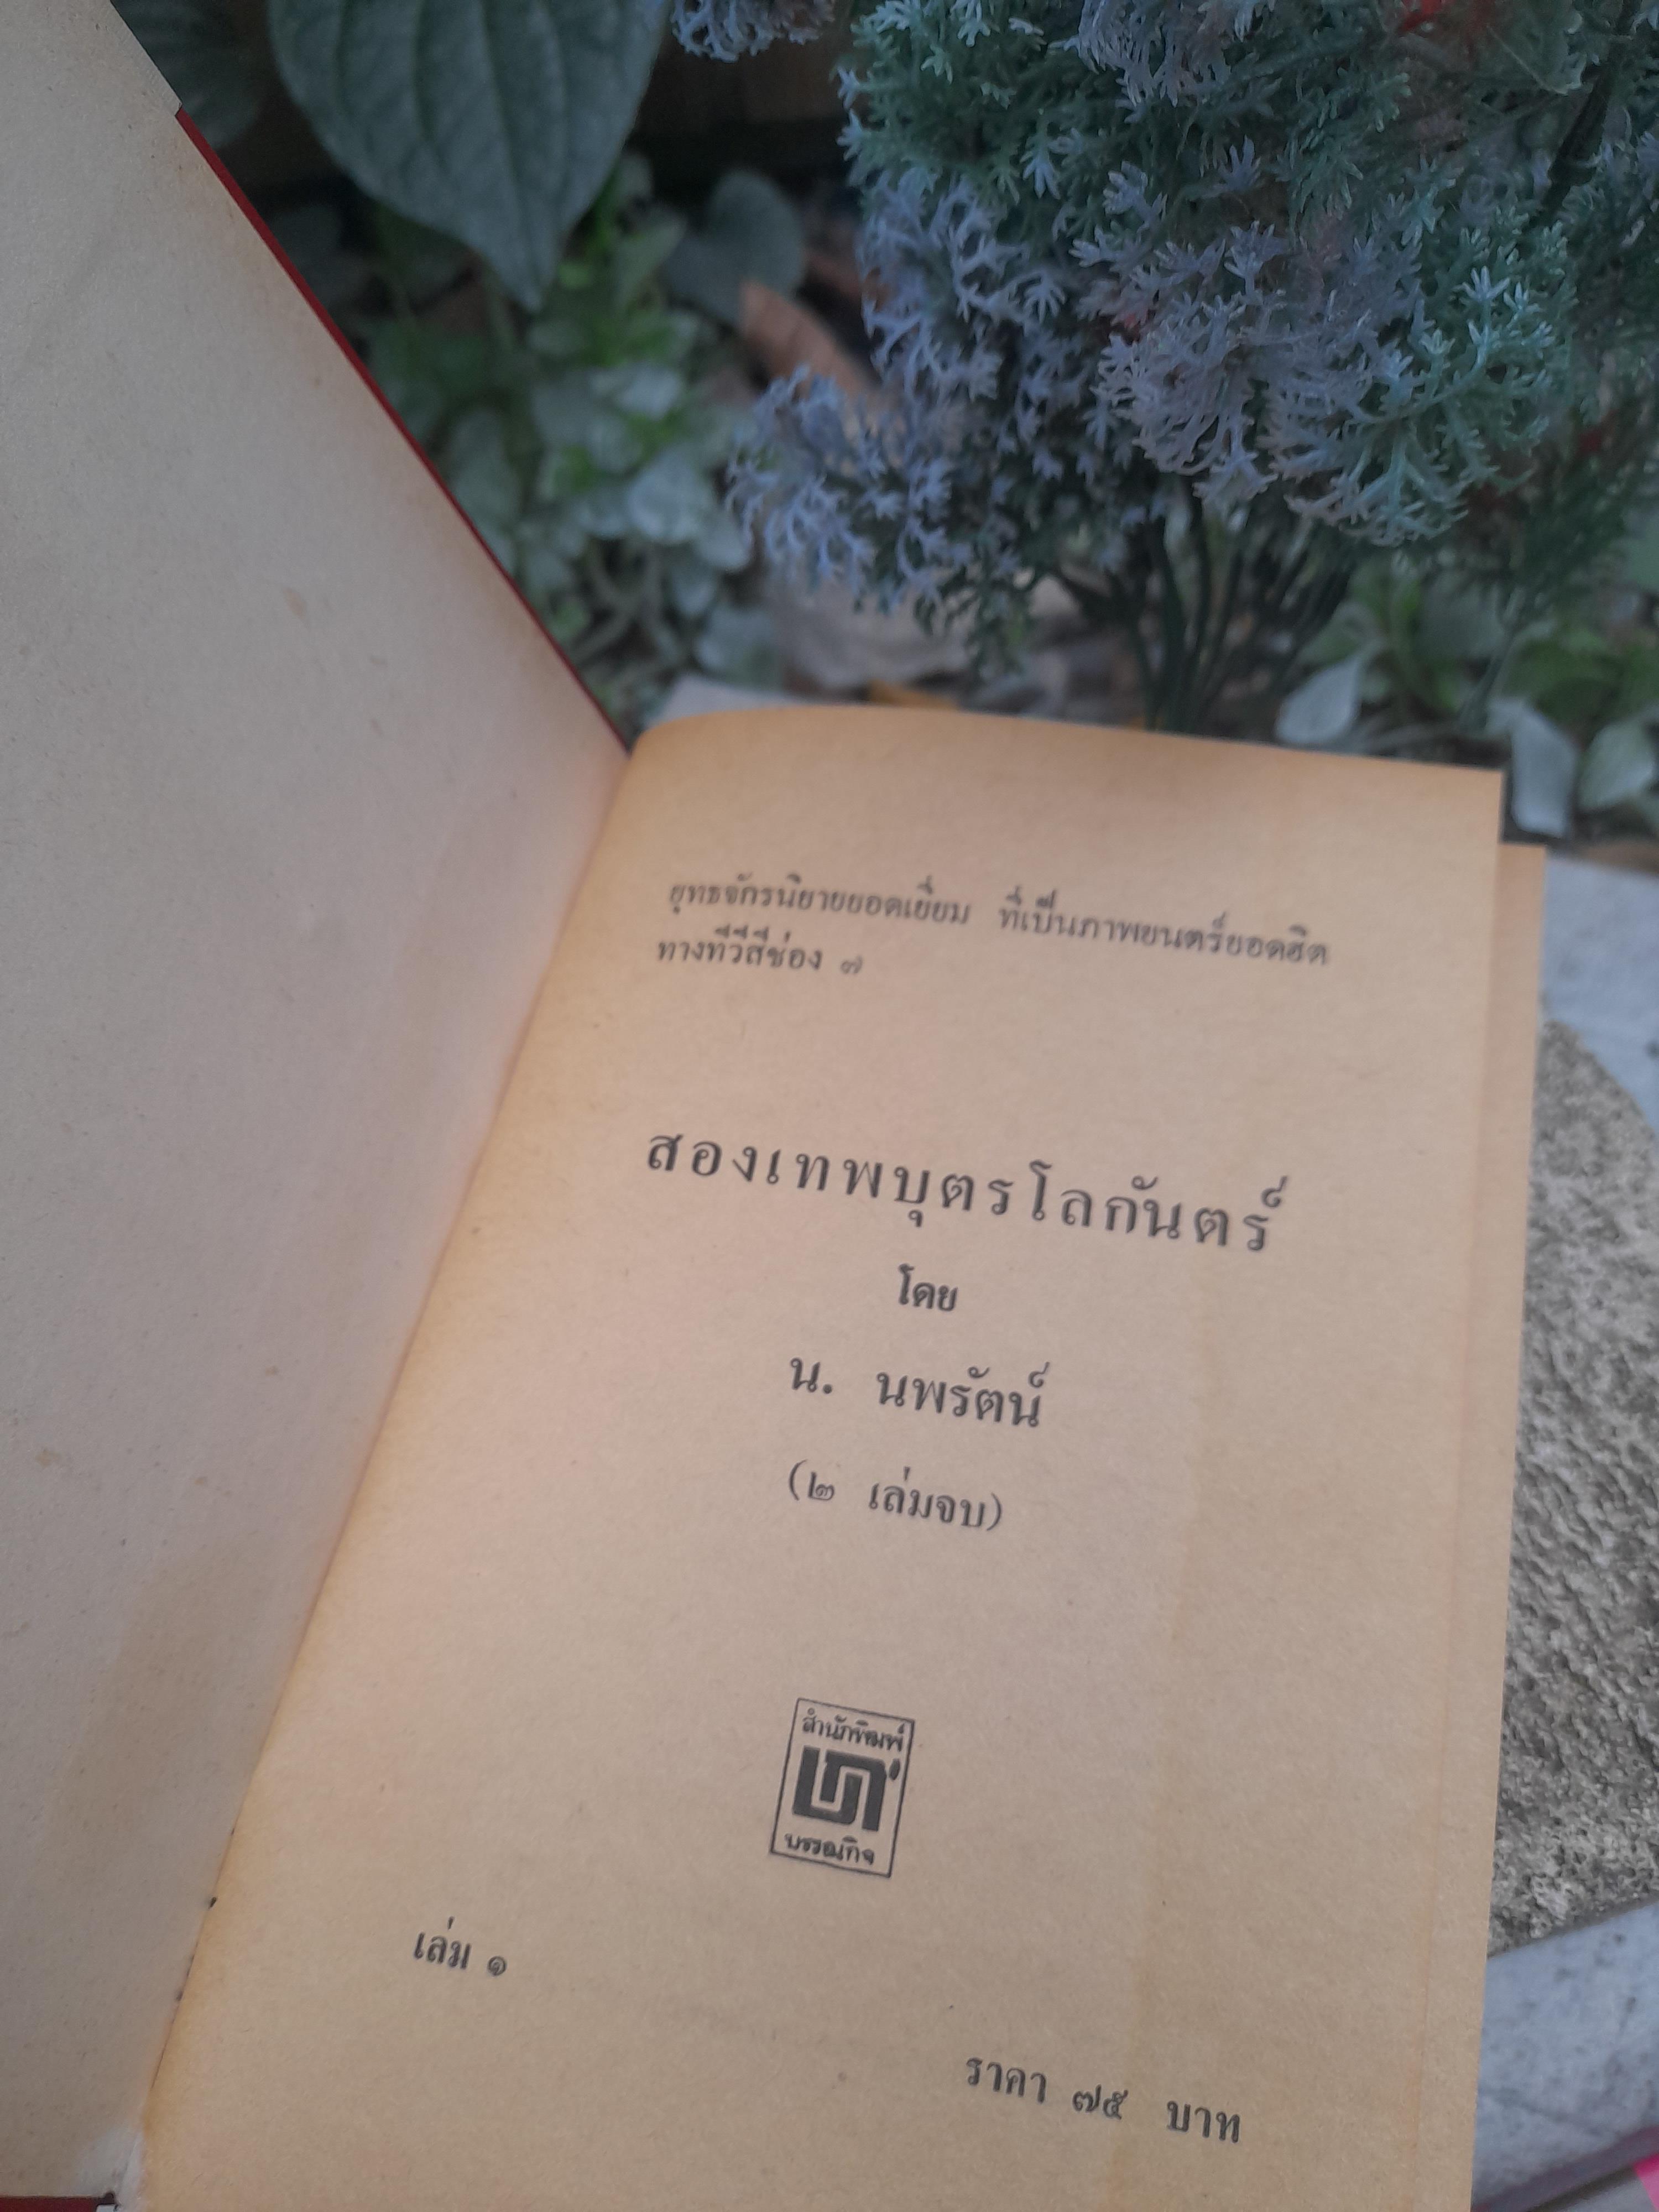 ยุทธจักรนิยายยอดเยี่ยม ที่เป็นภาพยนตร์ยอดฮิต
ทางทีวีสีช่อง ๗
สองเทพบุตรโลกันตร์
โดย
น. นพรัตน์
(๒ เล่มจบ)
สำนักพิมพ์
บรรณกิจ
เล่ม ๑
ราคา ๗๕ บาท